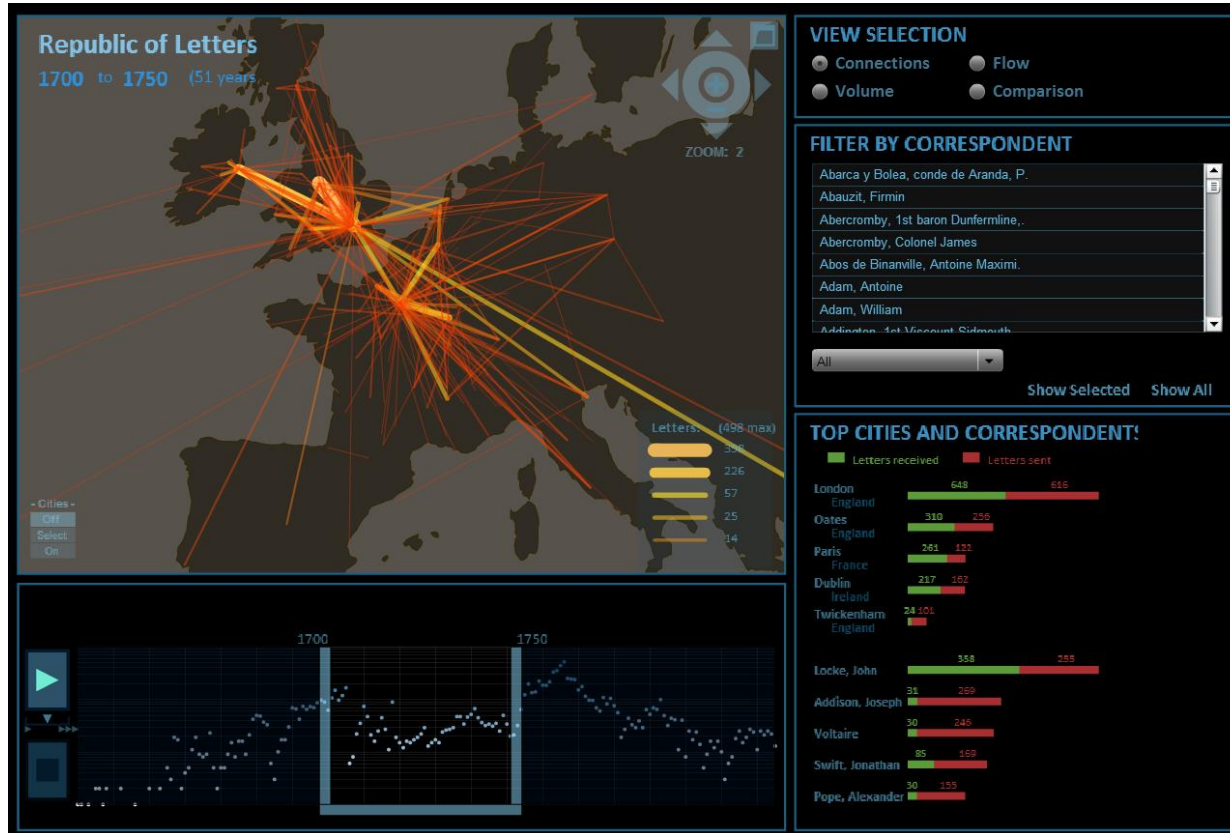 Republic of Letters
1700 to 1750 (51 years
ZOOM: 2
Letters: (498 max)
226
57
25
14
- Cities -
Off
Select
On
1700 1750
VIEW SELECTION
Connections Flow
Volume Comparison
FILTER BY CORRESPONDENT
Abarca y Bolea, conde de Aranda, P.
Abauzit, Firmin
Abercromby, 1st baron Dunfermline,.
Abercromby, Colonel James
Abos de Binanville, Antoine Maximi.
Adam, Antoine
Adam, William
Addington, 1st Viscount Sidmouth
All
Show Selected Show All
TOP CITIES AND CORRESPONDENTS
Letters received Letters sent
648 616
London
England
310
Oates
England
261 122
Paris
France
217 162
Dublin
Ireland
24 101
Twickenham
England
358
Locke, John
31 269
Addison, Joseph
30 245
Voltaire
85 169
Swift, Jonathan
30 155
Pope, Alexander